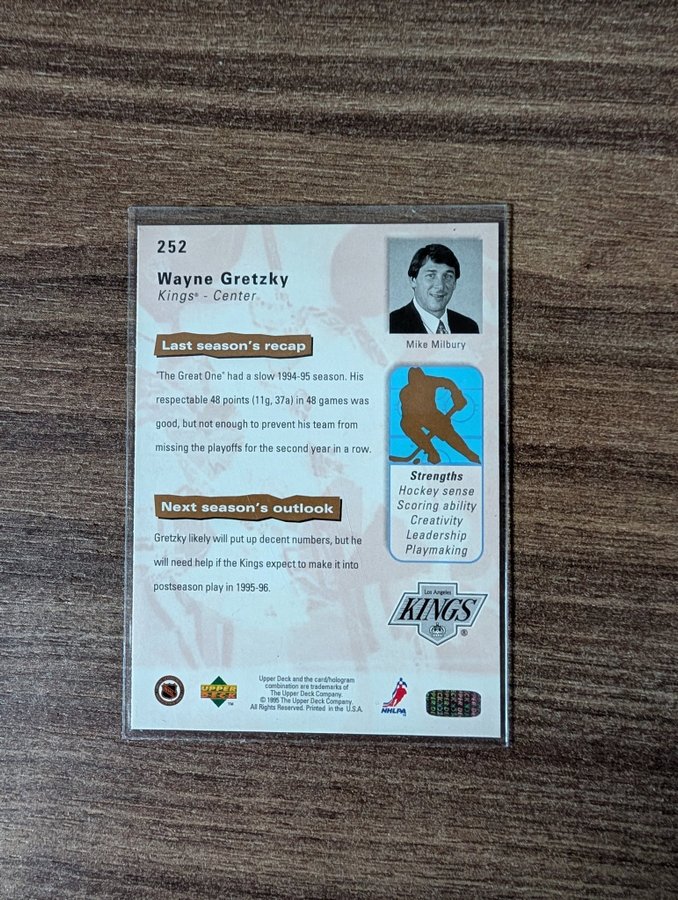 252
Wayne Gretzky
Kings® - Center
Mike Milbury
Last season's recap
"The Great One" had a slow 1994-95 season. His
respectable 48 points (11g, 37a) in 48 games was
good, but not enough to prevent his team from
missing the playoffs for the second year in a row.
Next season's outlook
Gretzky likely will put up decent numbers, but he
will need help if the Kings expect to make it into
postseason play in 1995-96.
Strengths
Hockey sense
Scoring ability
Creativity
Leadership
Playmaking
Los Angeles
KINGS
®
UPPER
DECK
™
Upper Deck and the card/hologram
combination are trademarks of
The Upper Deck Company.
© 1995 The Upper Deck Company.
All Rights Reserved. Printed in the U.S.A.
NHLPA